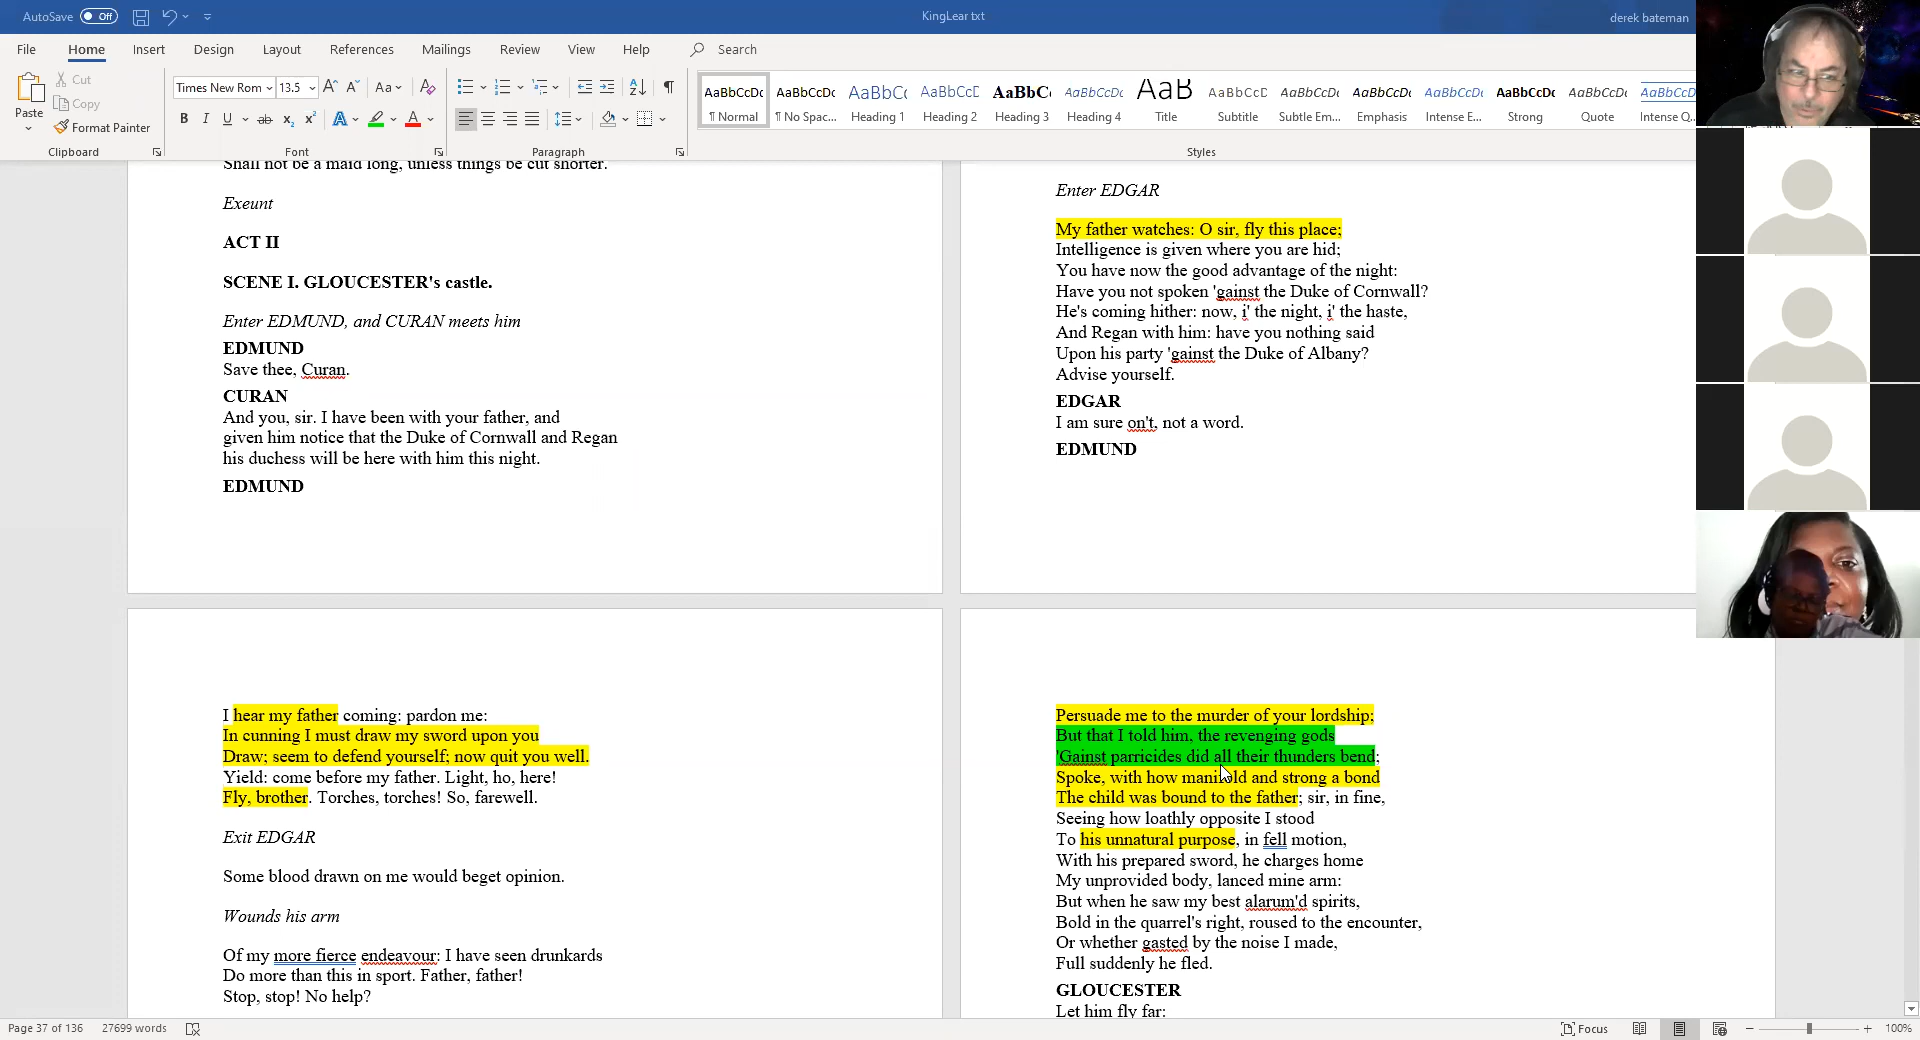 AutoSave Off
KingLear txt
derek bateman
File Home Insert Design Layout References Mailings Review View Help Search
Paste
Cut
Copy
Format Painter
Clipboard
Times New Rom 13.5
Font
Paragraph
AaBbCcDc AaBbCcDc AaBbC AaBbCcD AaBbC AaBbCcDc AaB AaBbCcD AaBbCcDc AaBbCcDc AaBbCcDc AaBbCcDc AaBbCcDc AaBbCcDc
¶ Normal ¶ No Spac... Heading 1 Heading 2 Heading 3 Heading 4 Title Subtitle Subtle Em... Emphasis Intense E... Strong Quote Intense Q...
Styles
Shall not be a maid long, unless things be cut shorter.
Exeunt
ACT II
SCENE I. GLOUCESTER's castle.
Enter EDMUND, and CURAN meets him
EDMUND
Save thee, Curan.
CURAN
And you, sir. I have been with your father, and
given him notice that the Duke of Cornwall and Regan
his duchess will be here with him this night.
EDMUND
Enter EDGAR
My father watches: O sir, fly this place;
Intelligence is given where you are hid;
You have now the good advantage of the night:
Have you not spoken 'gainst the Duke of Cornwall?
He's coming hither: now, i' the night, i' the haste,
And Regan with him: have you nothing said
Upon his party 'gainst the Duke of Albany?
Advise yourself.
EDGAR
I am sure on't, not a word.
EDMUND
I hear my father coming: pardon me:
In cunning I must draw my sword upon you
Draw; seem to defend yourself; now quit you well.
Yield: come before my father. Light, ho, here!
Fly, brother. Torches, torches! So, farewell.
Exit EDGAR
Some blood drawn on me would beget opinion.
Wounds his arm
Of my more fierce endeavour: I have seen drunkards
Do more than this in sport. Father, father!
Stop, stop! No help?
Persuade me to the murder of your lordship;
But that I told him, the revenging gods
'Gainst parricides did all their thunders bend;
Spoke, with how manifold and strong a bond
The child was bound to the father; sir, in fine,
Seeing how loathly opposite I stood
To his unnatural purpose, in fell motion,
With his prepared sword, he charges home
My unprovided body, lanced mine arm:
But when he saw my best alarum'd spirits,
Bold in the quarrel's right, roused to the encounter,
Or whether gasted by the noise I made,
Full suddenly he fled.
GLOUCESTER
Let him fly far:
Page 37 of 136 27699 words
Focus
100%